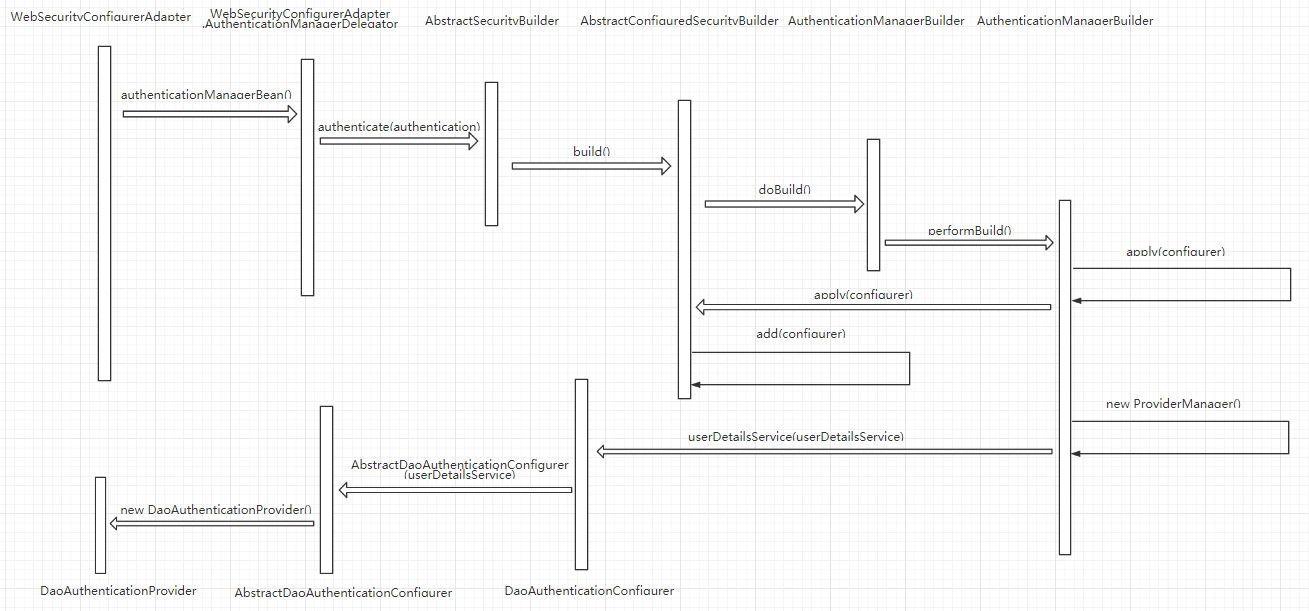 WebSecurityConfigurerAdapter
WebSecurityConfigurerAdapter
.AuthenticationManagerDelegator
AbstractSecurityBuilder
AbstractConfiguredSecurityBuilder
AuthenticationManagerBuilder
AuthenticationManagerBuilder
authenticationManagerBean()
authenticate(authentication)
build()
doBuild()
performBuild()
apply(configurer)
apply(configurer)
add(configurer)
new ProviderManager()
userDetailsService(userDetailsService)
AbstractDaoAuthenticationConfigurer
(userDetailsService)
new DaoAuthenticationProvider()
DaoAuthenticationProvider
AbstractDaoAuthenticationConfigurer
DaoAuthenticationConfigurer